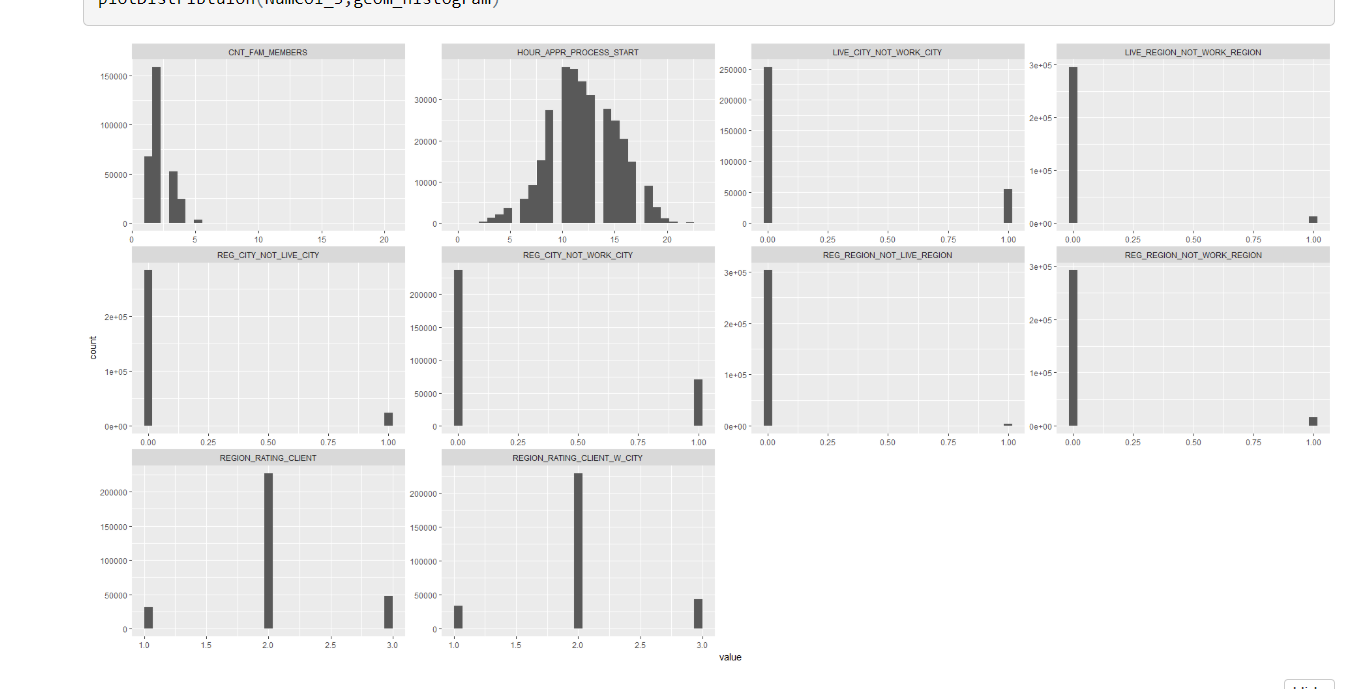 plotDistribtuion(NameOf_3,geom_histogram)
CNT_FAM_MEMBERS HOUR_APPR_PROCESS_START LIVE_CITY_NOT_WORK_CITY LIVE_REGION_NOT_WORK_REGION
150000
100000
50000
0
0 5 10 15 20
30000
20000
10000
0
0 5 10 15 20
250000
200000
150000
100000
50000
0
0.00 0.25 0.50 0.75 1.00
3e+05
2e+05
1e+05
0e+00
0.00 0.25 0.50 0.75 1.00
REG_CITY_NOT_LIVE_CITY REG_CITY_NOT_WORK_CITY REG_REGION_NOT_LIVE_REGION REG_REGION_NOT_WORK_REGION
count
2e+05
1e+05
0e+00
0.00 0.25 0.50 0.75 1.00
200000
150000
100000
50000
0
0.00 0.25 0.50 0.75 1.00
3e+05
2e+05
1e+05
0e+00
0.00 0.25 0.50 0.75 1.00
3e+05
2e+05
1e+05
0e+00
0.00 0.25 0.50 0.75 1.00
REGION_RATING_CLIENT REGION_RATING_CLIENT_W_CITY
200000
150000
100000
50000
0
1.0 1.5 2.0 2.5 3.0
200000
150000
100000
50000
0
1.0 1.5 2.0 2.5 3.0
value